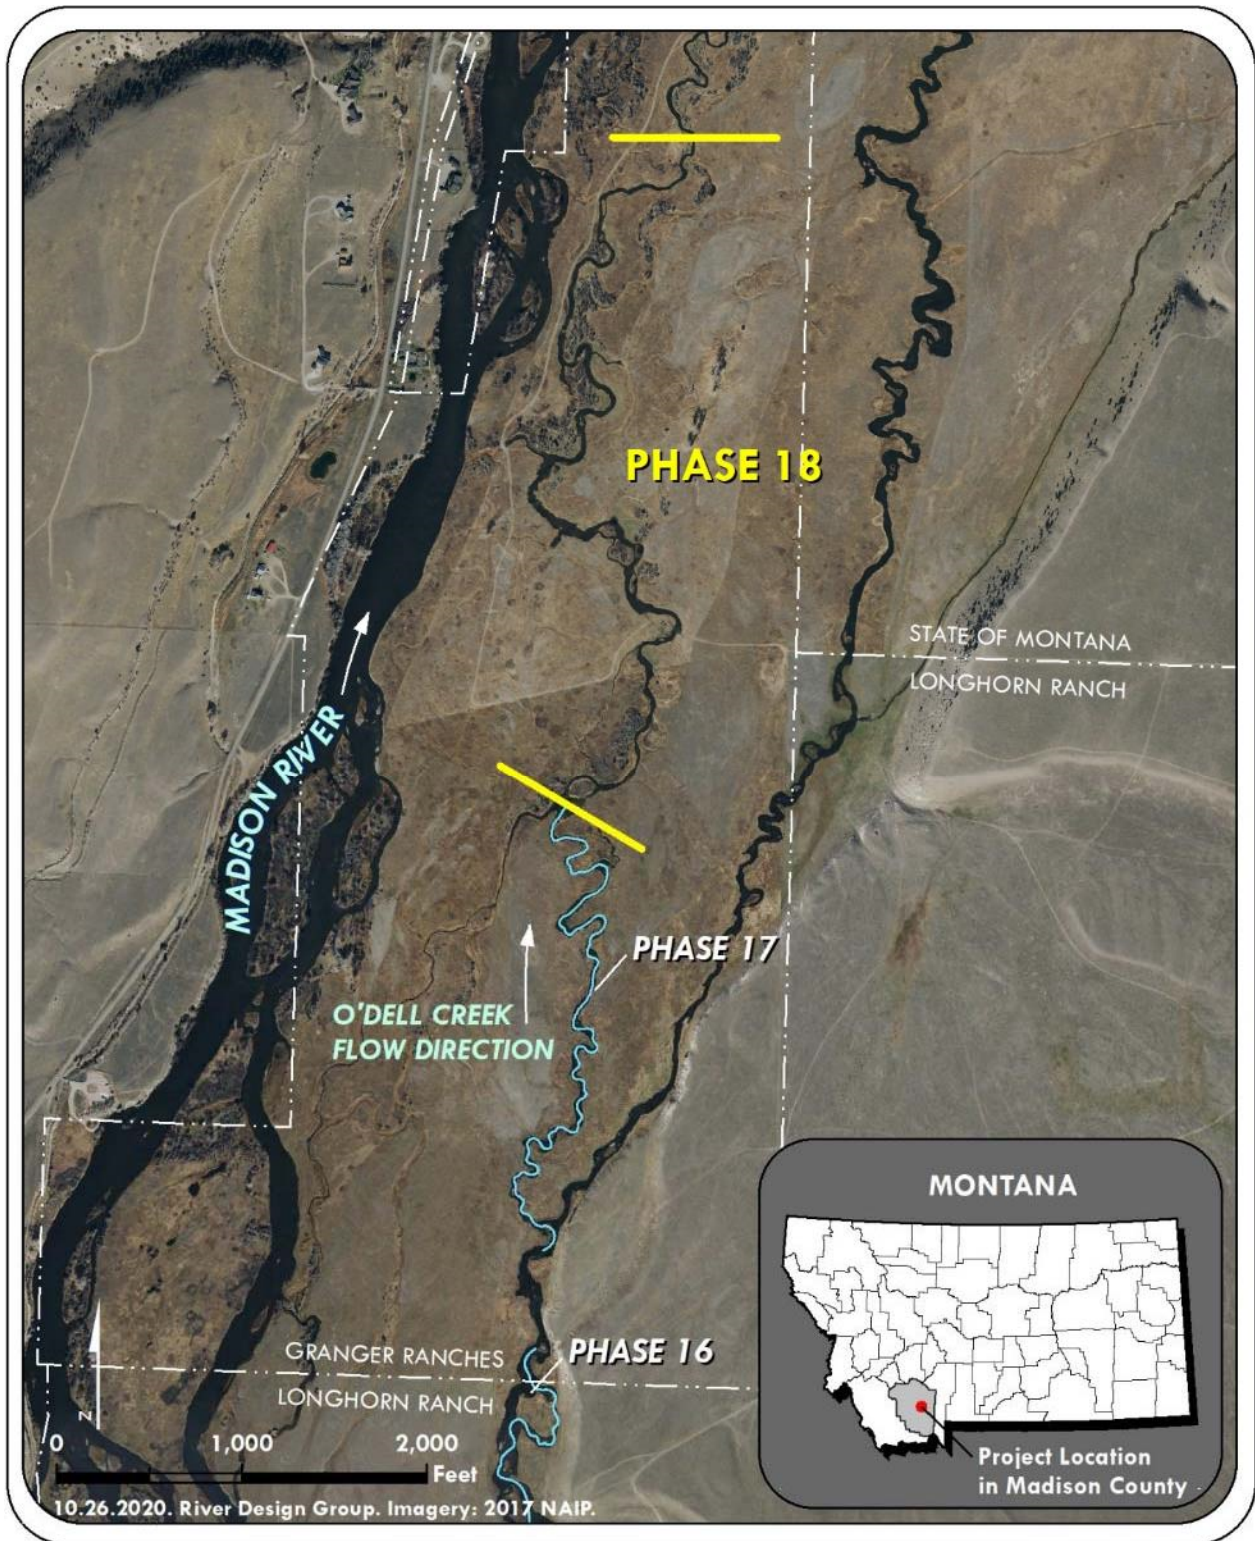 PHASE 18
STATE OF MONTANA
LONGHORN RANCH
MADISON RIVER
PHASE 17
O'DELL CREEK
FLOW DIRECTION
MONTANA
GRANGER RANCHES
LONGHORN RANCH
PHASE 16
N
0 1,000 2,000
Feet
Project Location
in Madison County
10.26.2020. River Design Group. Imagery: 2017 NAIP.